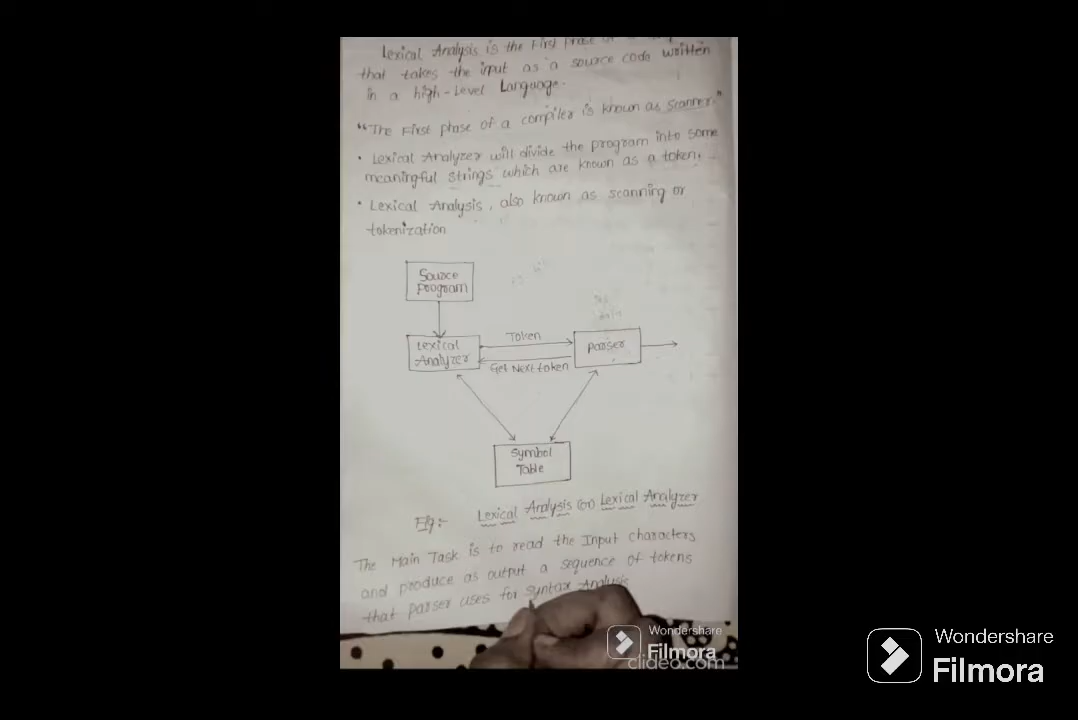 Lexical Analysis is the First phase of
that takes the input as a source code written
in a high-Level Language.
"The First phase of a compiler is known as scanner."
• Lexical Analyzer will divide the program into some
meaningful strings which are known as a token.
• Lexical Analysis, also known as scanning or
tokenization
Source
program
Lexical
Analyzer
Token
Get Next token
parser
Symbol
Table
Fig:- Lexical Analysis (or) Lexical Analyzer
The Main Task is to read the Input characters
and produce as output a sequence of tokens
that parser uses for Syntax Analysis
Wondershare
Filmora
clideo.com
Wondershare
Filmora